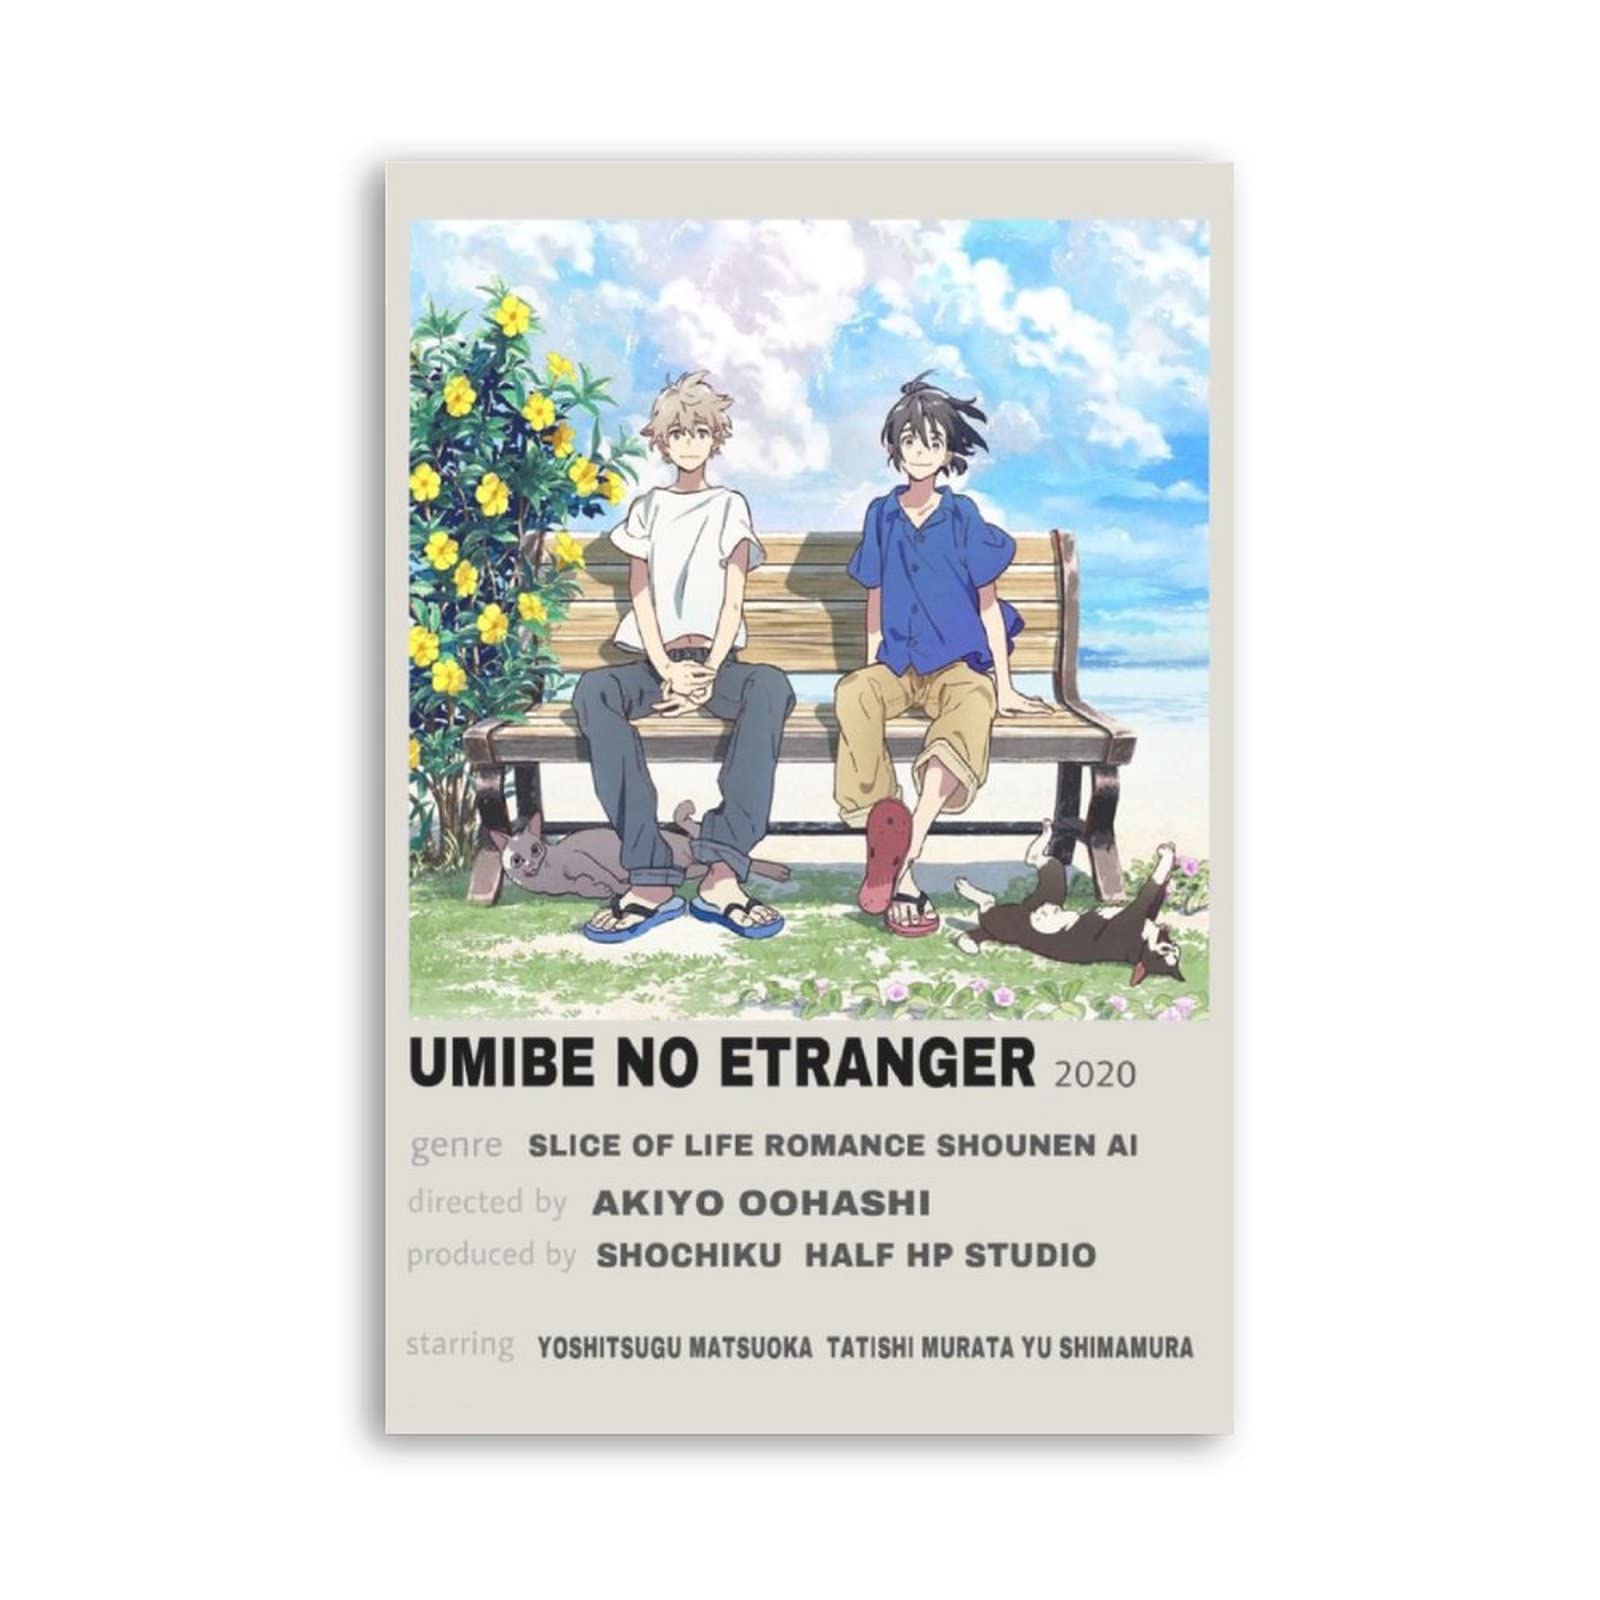 UMIBE NO ETRANGER 2020
genre SLICE OF LIFE ROMANCE SHOUNEN AI
directed by AKIYO OOHASHI
produced by SHOCHIKU HALF HP STUDIO
starring YOSHITSUGU MATSUOKA TATISHI MURATA YU SHIMAMURA